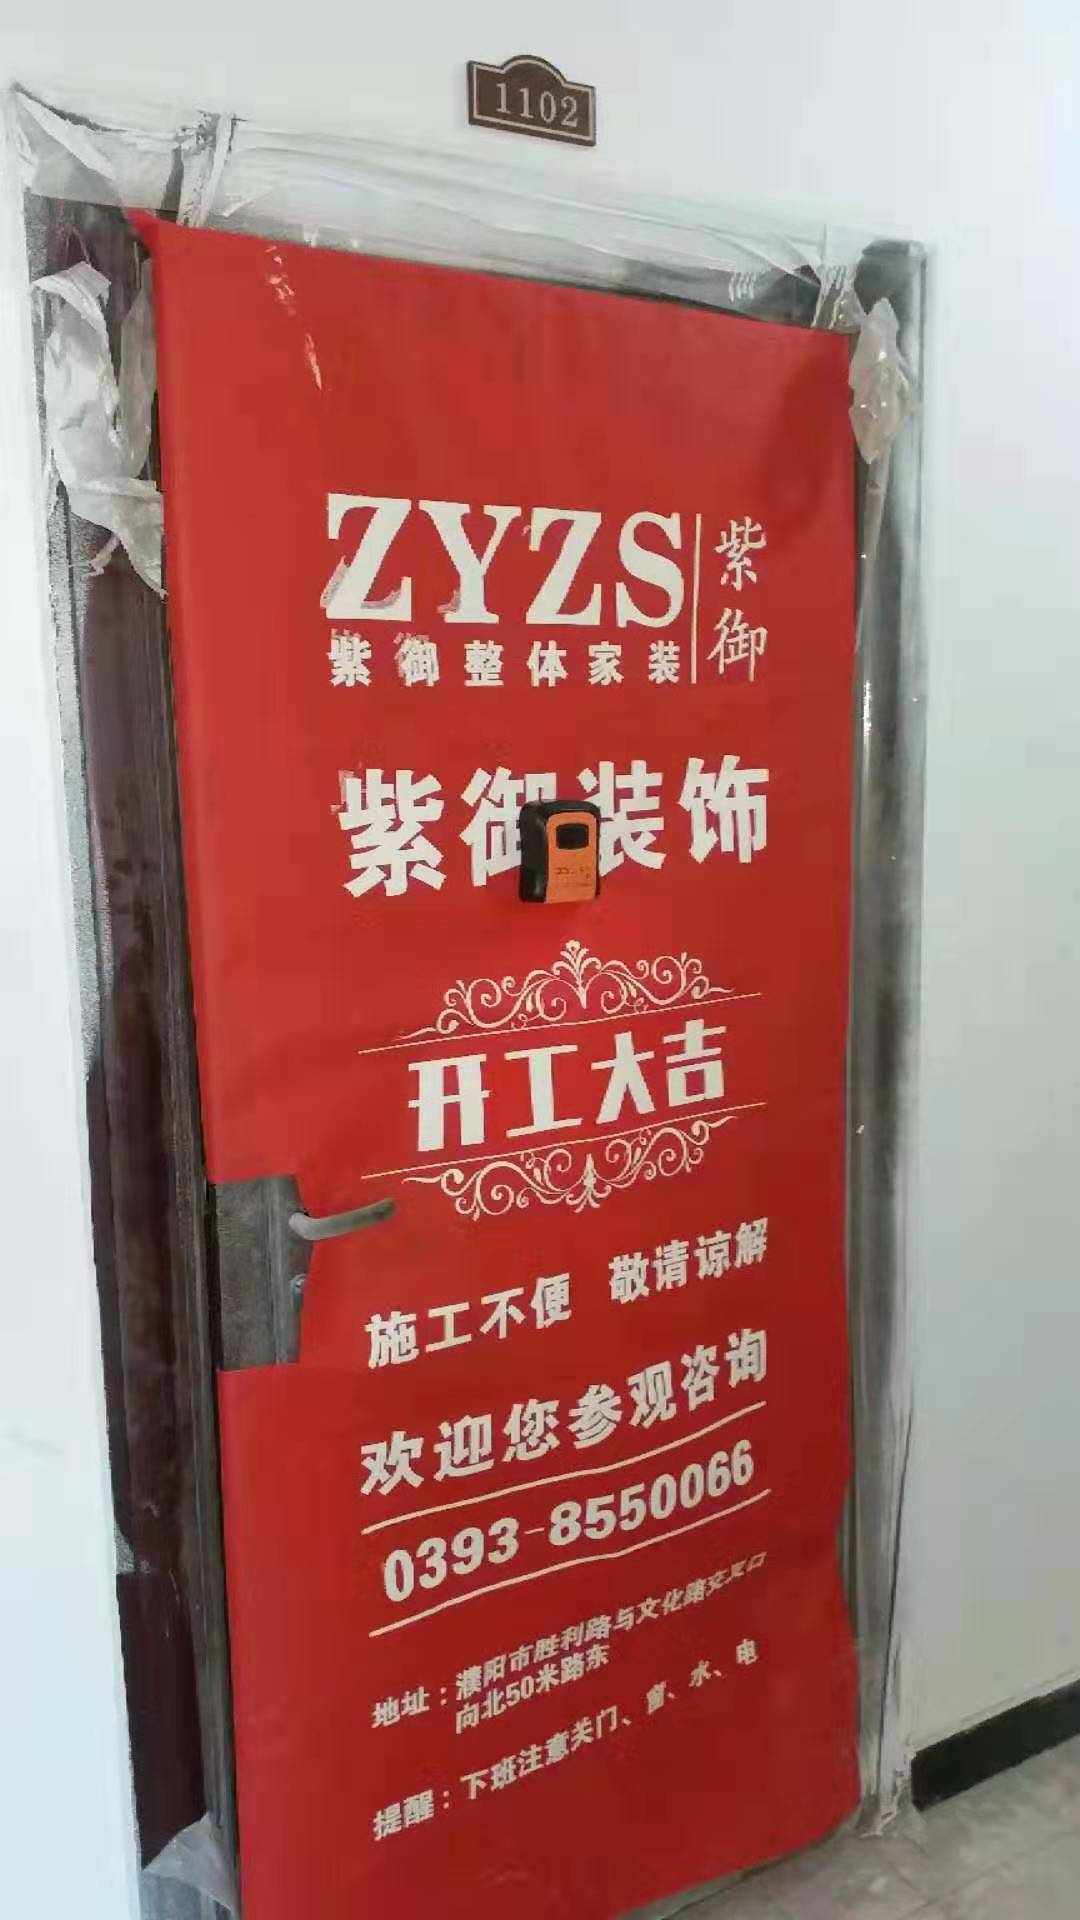 1102
ZYZS
紫御
紫御整体家装
紫御装饰
开工大吉
施工不便 敬请谅解
欢迎您参观咨询
0393-8550066
地址：濮阳市胜利路与文化路交叉口
向北50米路东
提醒：下班注意关门、窗、水、电